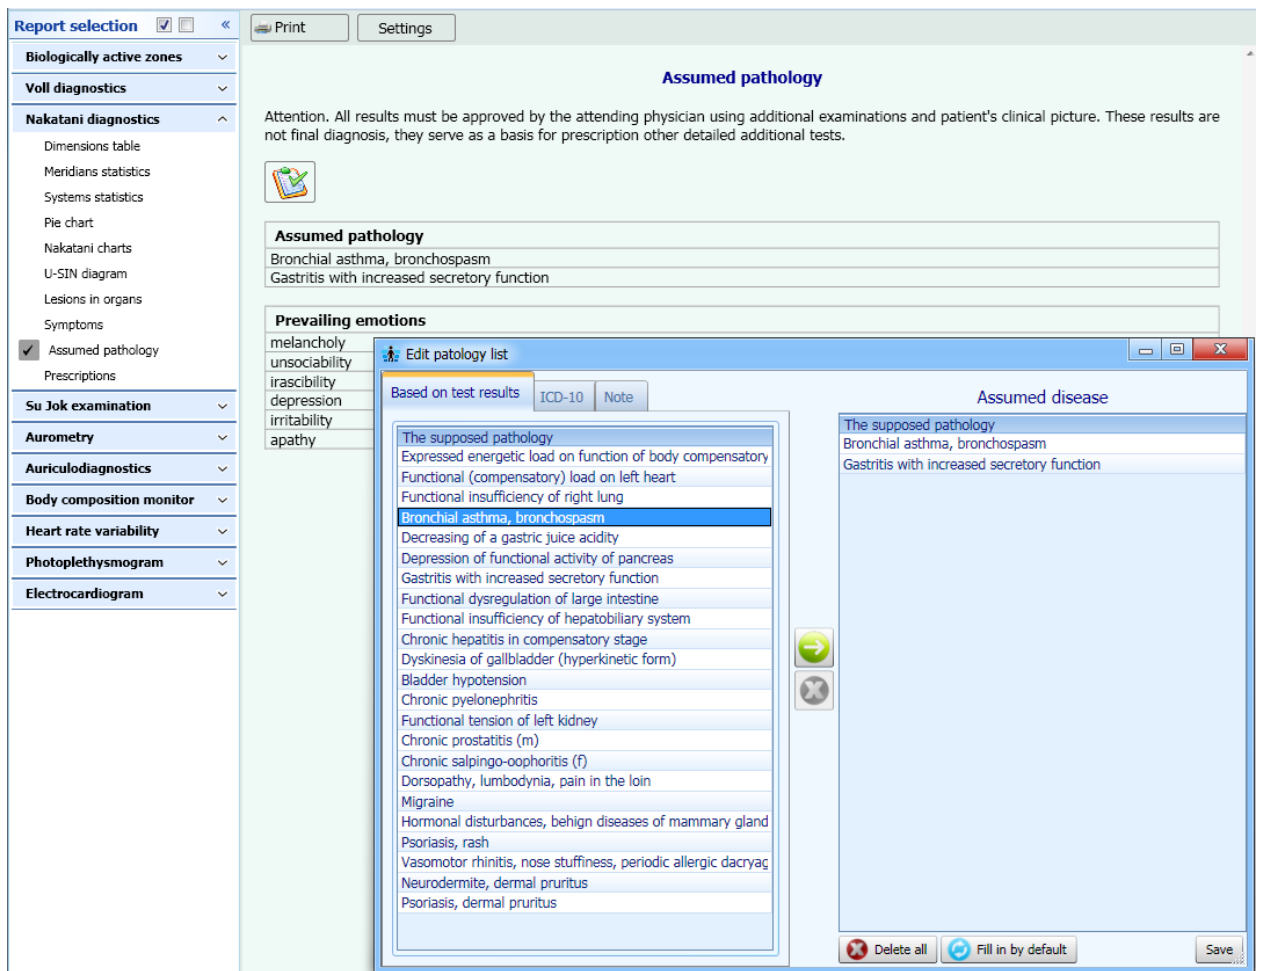 Report selection
Print
Settings
Biologically active zones
Voll diagnostics
Nakatani diagnostics
Dimensions table
Meridians statistics
Systems statistics
Pie chart
Nakatani charts
U-SIN diagram
Lesions in organs
Symptoms
Assumed pathology
Prescriptions
Su Jok examination
Aurometry
Auriculodiagnostics
Body composition monitor
Heart rate variability
Photoplethysmogram
Electrocardiogram
Assumed pathology
Attention. All results must be approved by the attending physician using additional examinations and patient's clinical picture. These results are
not final diagnosis, they serve as a basis for prescription other detailed additional tests.
Assumed pathology
Bronchial asthma, bronchospasm
Gastritis with increased secretory function
Prevailing emotions
melancholy
unsociability
irascibility
depression
irritability
apathy
Edit patology list
Based on test results
ICD-10
Note
The supposed pathology
Expressed energetic load on function of body compensatory
Functional (compensatory) load on left heart
Functional insufficiency of right lung
Bronchial asthma, bronchospasm
Decreasing of a gastric juice acidity
Depression of functional activity of pancreas
Gastritis with increased secretory function
Functional dysregulation of large intestine
Functional insufficiency of hepatobiliary system
Chronic hepatitis in compensatory stage
Dyskinesia of gallbladder (hyperkinetic form)
Bladder hypotension
Chronic pyelonephritis
Functional tension of left kidney
Chronic prostatitis (m)
Chronic salpingo-oophoritis (f)
Dorsopathy, lumbodynia, pain in the loin
Migraine
Hormonal disturbances, behign diseases of mammary gland
Psoriasis, rash
Vasomotor rhinitis, nose stuffiness, periodic allergic dacryag
Neurodermite, dermal pruritus
Psoriasis, dermal pruritus
Assumed disease
The supposed pathology
Bronchial asthma, bronchospasm
Gastritis with increased secretory function
Delete all
Fill in by default
Save